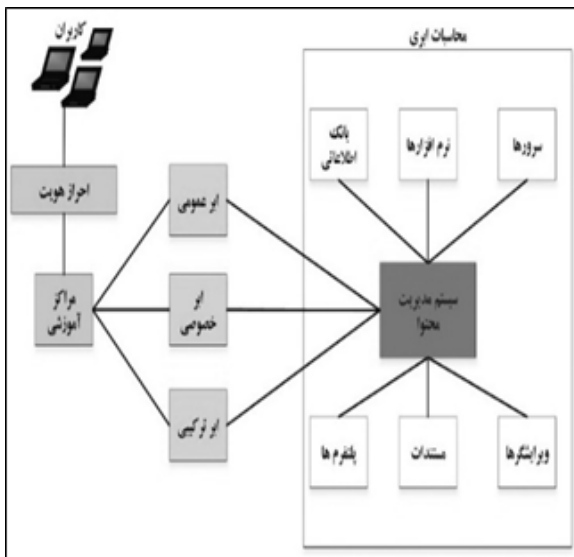 کاربران
محاسبات ابری
بانک
اطلاعاتی
نرم افزارها
سرورها
احراز هویت
ابر عمومی
مراکز
آموزشی
ابر
خصوصی
سیستم مدیریت
محتوا
ابر ترکیبی
پلتفرم ها
مستندات
ویرایشگرها